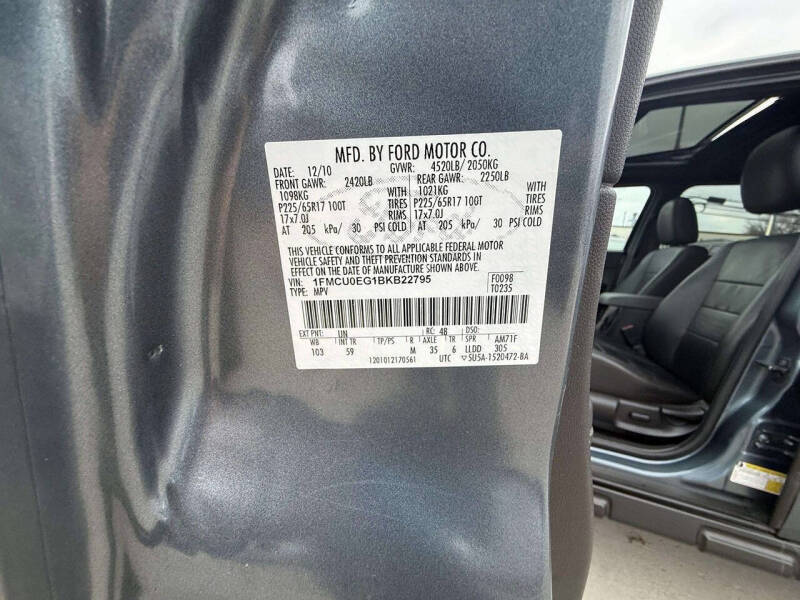 MFD. BY FORD MOTOR CO.
DATE: 12/10 GVWR: 4520LB/ 2050KG
FRONT GAWR: 2420LB REAR GAWR: 2250LB
1098KG WITH 1021KG WITH
P225/65R17 100T TIRES P225/65R17 100T TIRES
17x7.0J RIMS 17x7.0J RIMS
AT 205 kPa/ 30 PSI COLD AT 205 kPa/ 30 PSI COLD
THIS VEHICLE CONFORMS TO ALL APPLICABLE FEDERAL MOTOR
VEHICLE SAFETY AND THEFT PREVENTION STANDARDS IN
EFFECT ON THE DATE OF MANUFACTURE SHOWN ABOVE.
VIN: 1FMCU0EG1BKB22795 F0098
TYPE: MPV T0235
EXT PNT: UN RC: 48 DSO:
WB INT TR TP/PS R AXLE TR SPR AM71F
103 59 M 35 6 LLDD 305
1201012170561 UTC ▽5U5A-1520472-BA